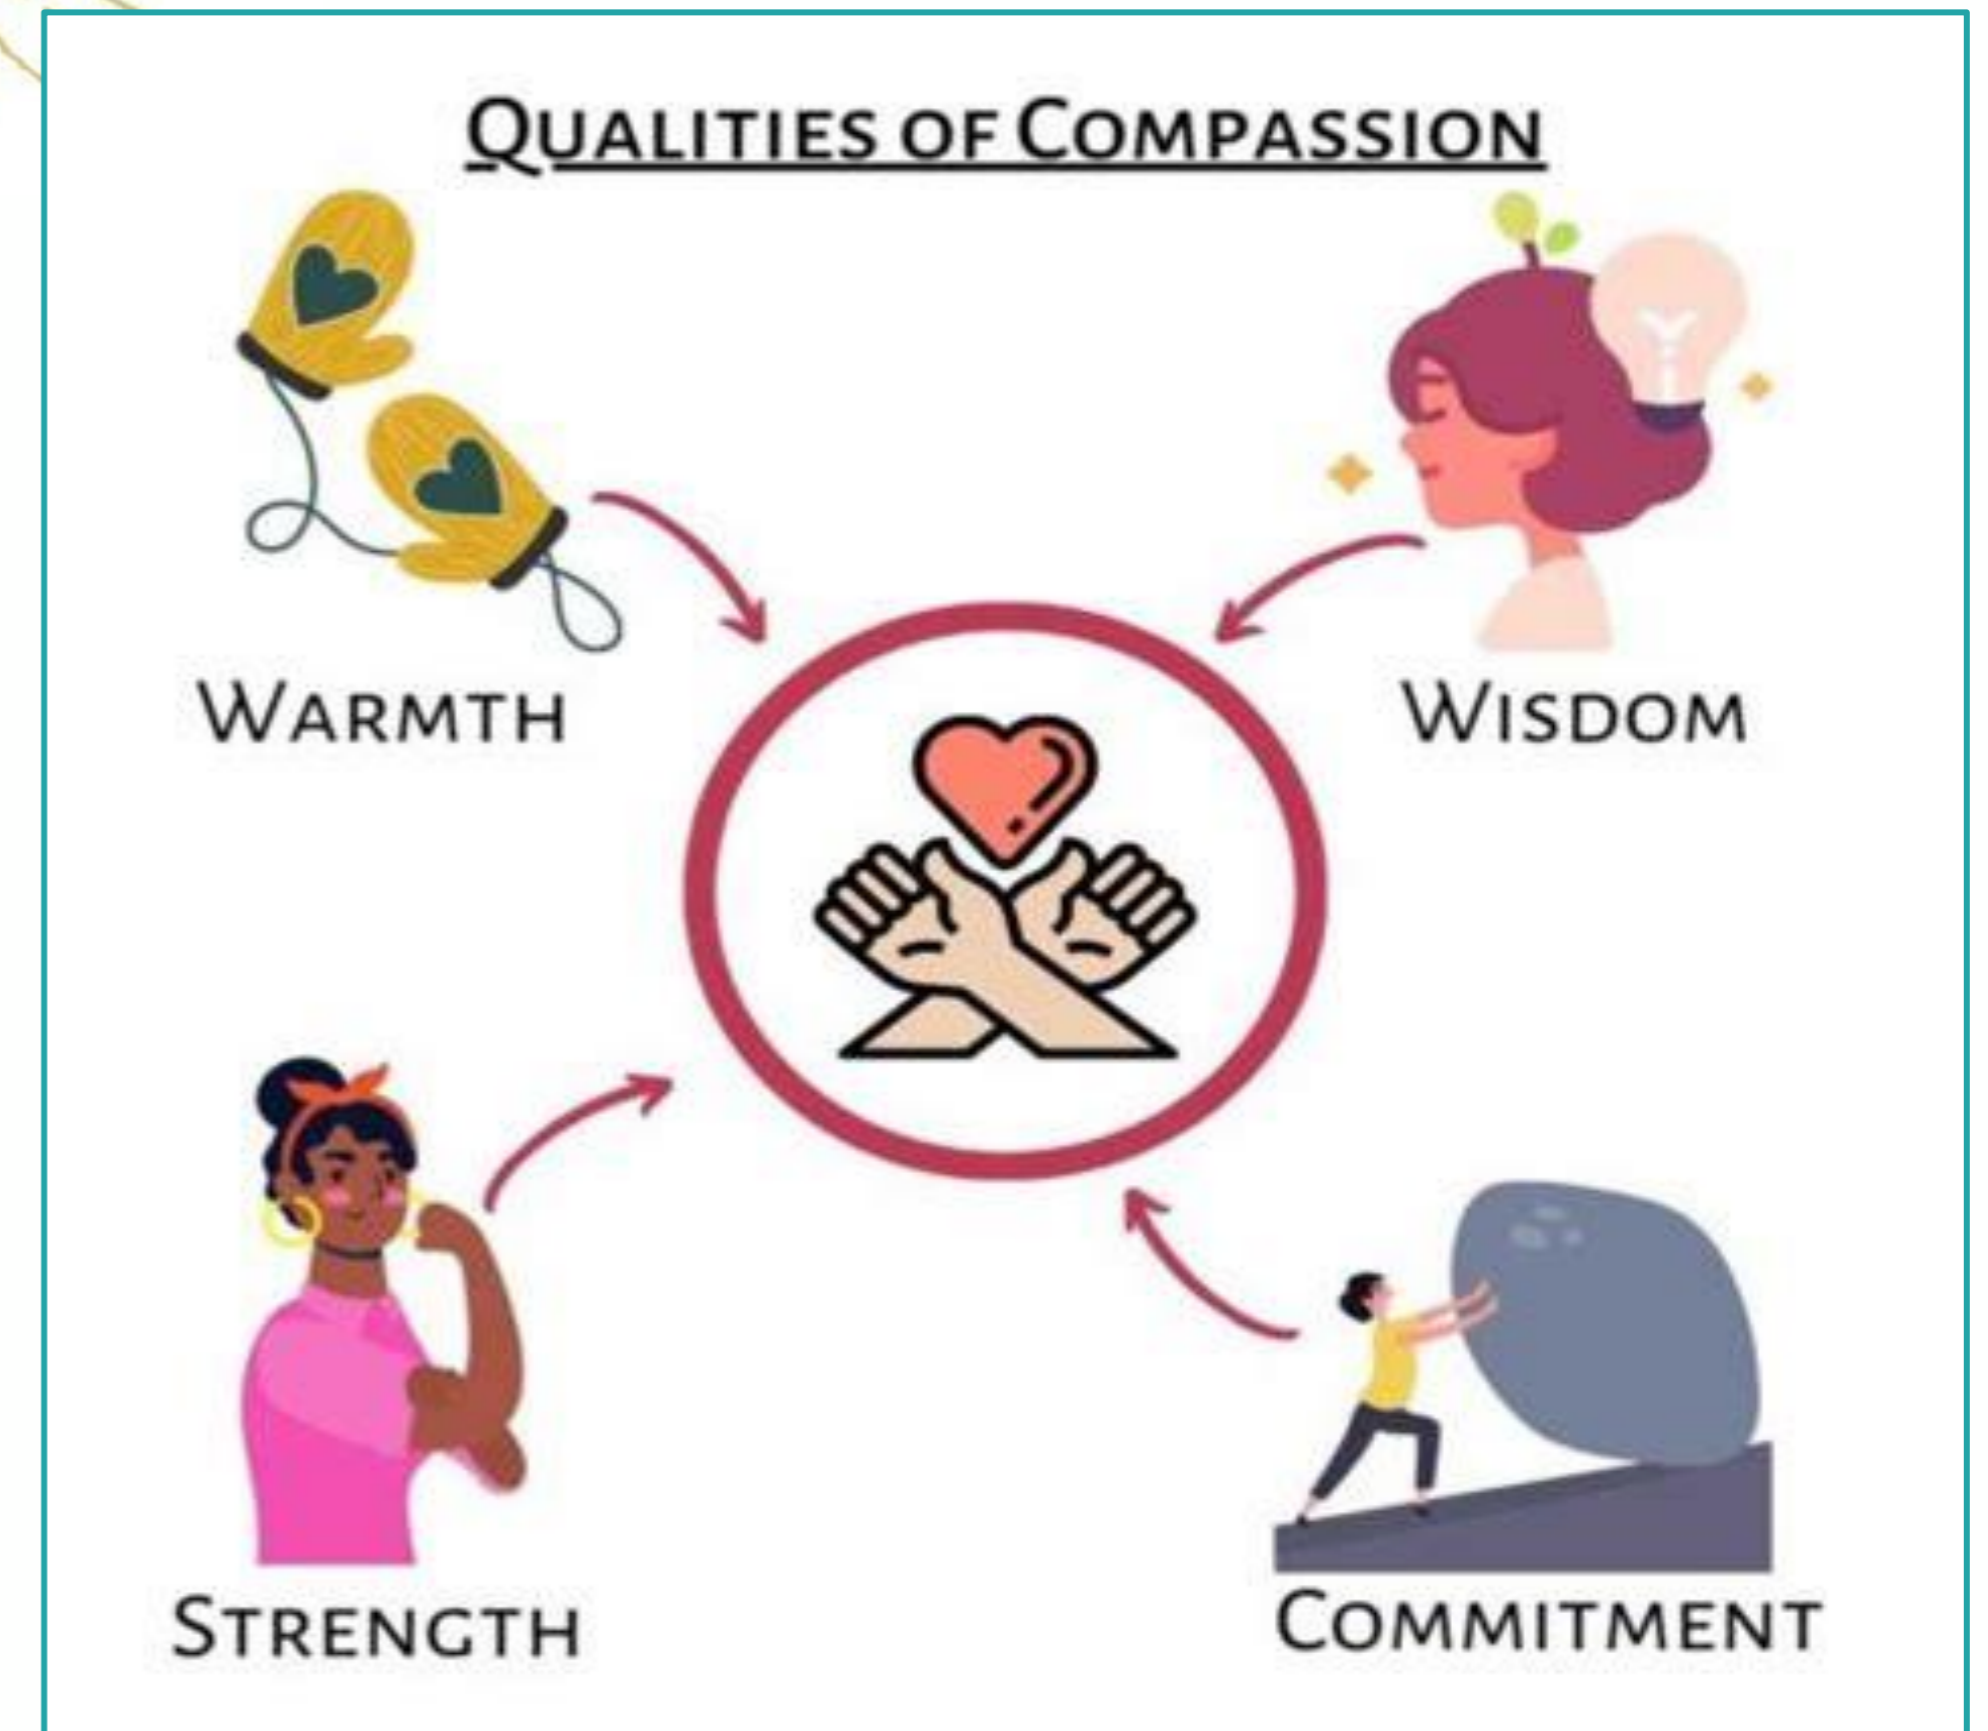 QUALITIES OF COMPASSION
WARMTH
WISDOM
STRENGTH
COMMITMENT